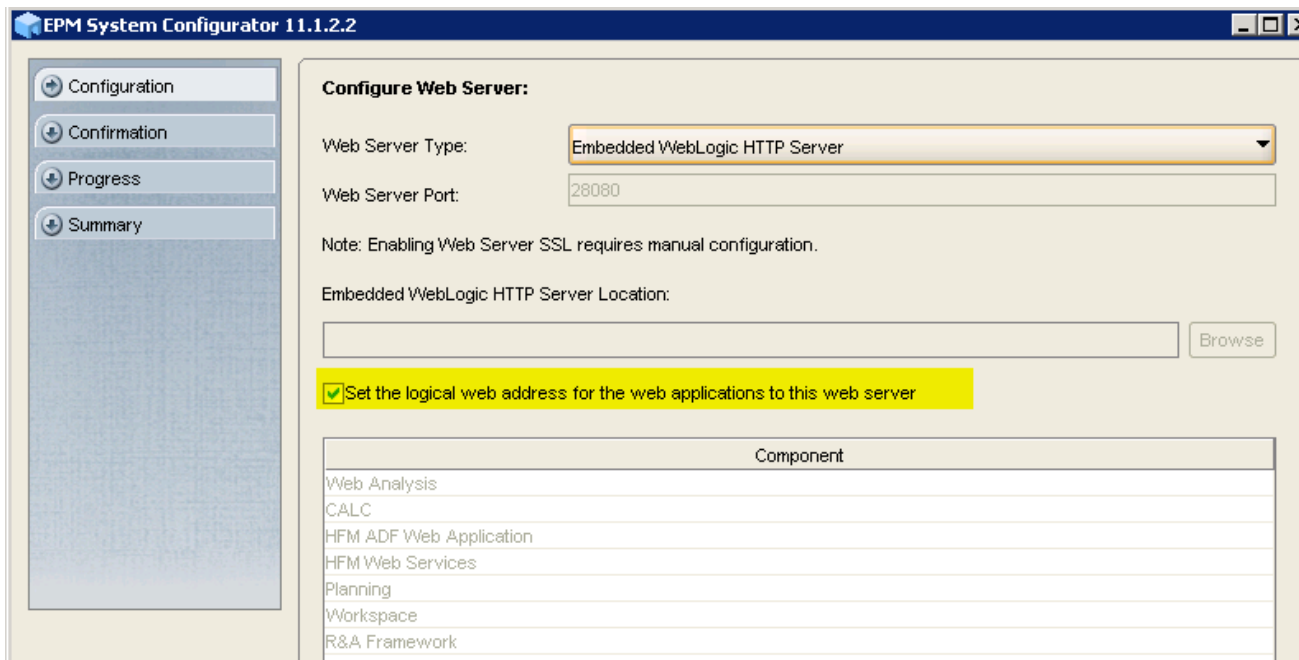 EPM System Configurator 11.1.2.2
Configuration
Confirmation
Progress
Summary
Configure Web Server:
Web Server Type:
Embedded WebLogic HTTP Server
Web Server Port:
28080
Note: Enabling Web Server SSL requires manual configuration.
Embedded WebLogic HTTP Server Location:
Browse
Set the logical web address for the web applications to this web server
Component
Web Analysis
CALC
HFM ADF Web Application
HFM Web Services
Planning
Workspace
R&A Framework